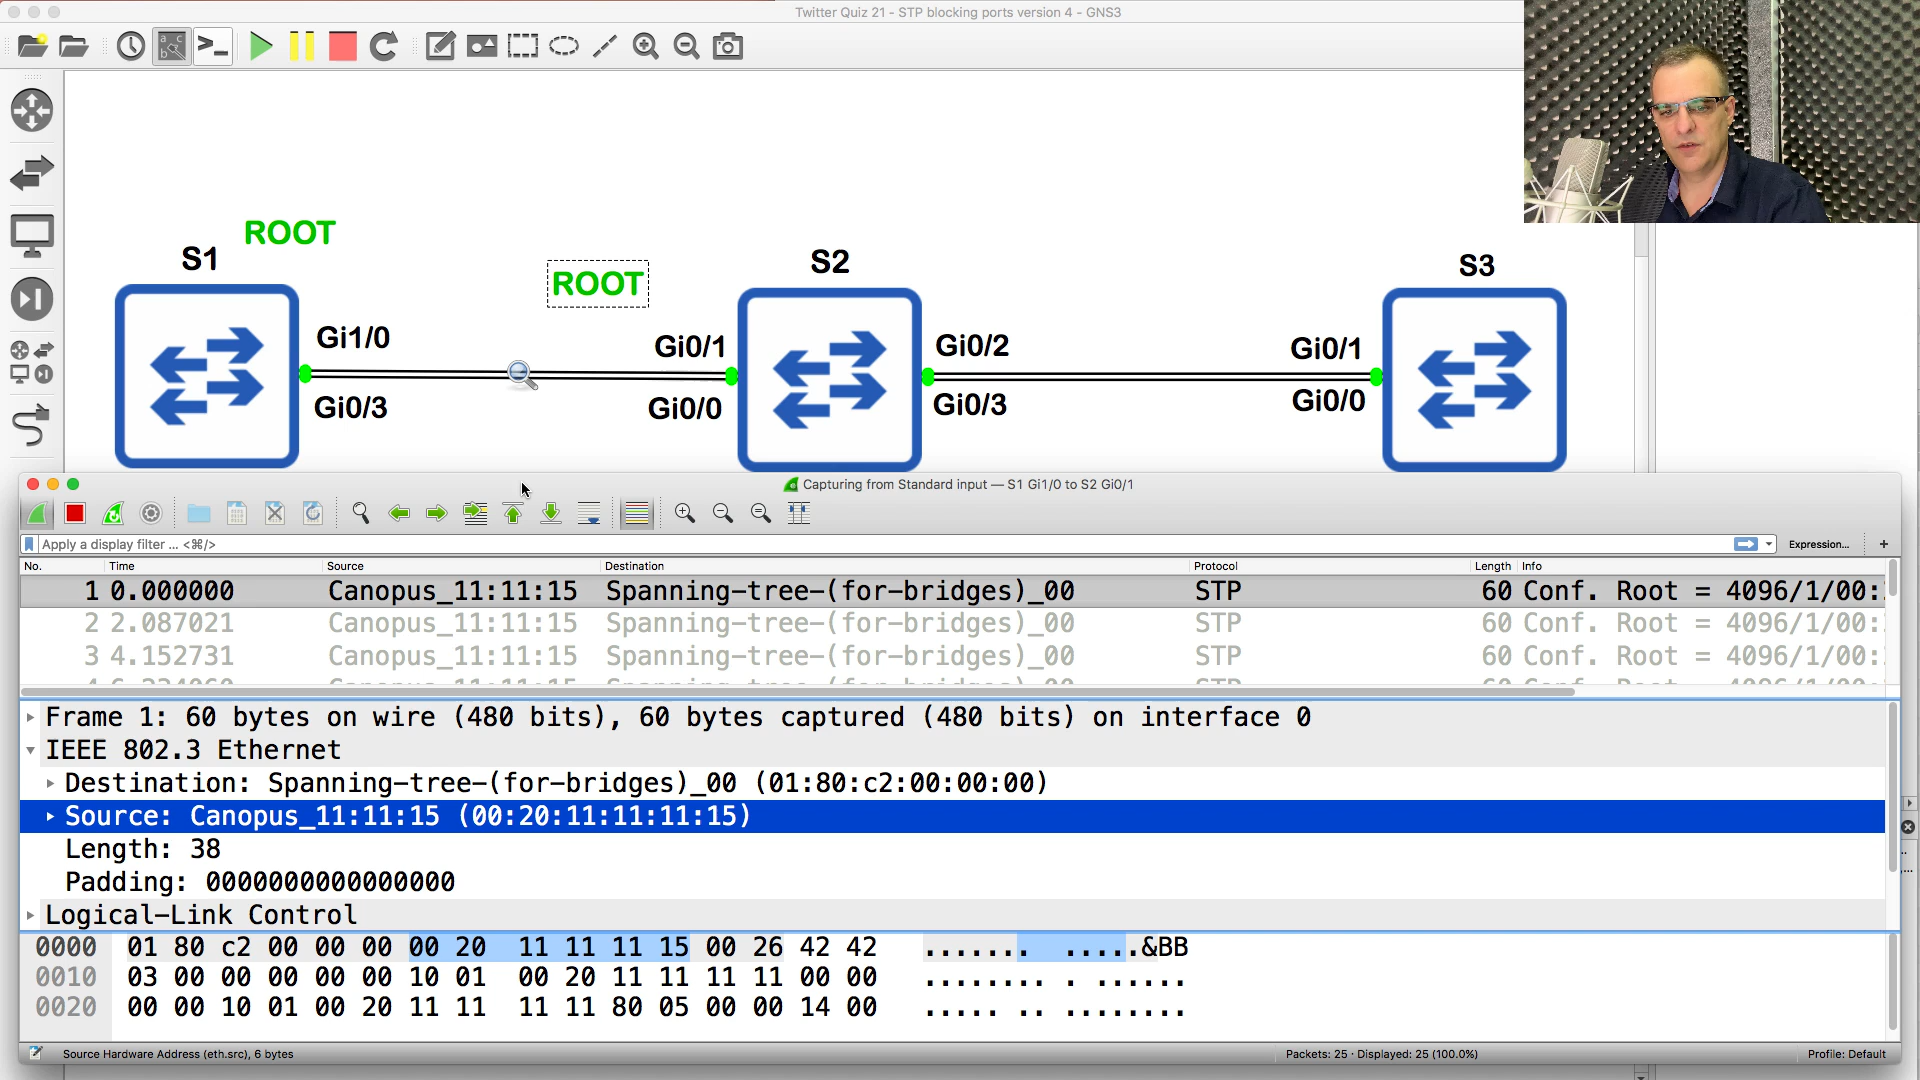 Twitter Quiz 21 - STP blocking ports version 4 - GNS3
ROOT
S1
S2
S3
ROOT
Gi1/0
Gi0/1
Gi0/2
Gi0/1
Gi0/3
Gi0/0
Gi0/3
Gi0/0
Capturing from Standard input — S1 Gi1/0 to S2 Gi0/1
Apply a display filter ... <⌘/>
Expression... +
No. Time Source Destination Protocol Length Info
1 0.000000 Canopus_11:11:15 Spanning-tree-(for-bridges)_00 STP 60 Conf. Root = 4096/1/00:
2 2.087021 Canopus_11:11:15 Spanning-tree-(for-bridges)_00 STP 60 Conf. Root = 4096/1/00:
3 4.152731 Canopus_11:11:15 Spanning-tree-(for-bridges)_00 STP 60 Conf. Root = 4096/1/00:
Frame 1: 60 bytes on wire (480 bits), 60 bytes captured (480 bits) on interface 0
IEEE 802.3 Ethernet
Destination: Spanning-tree-(for-bridges)_00 (01:80:c2:00:00:00)
Source: Canopus_11:11:15 (00:20:11:11:11:15)
Length: 38
Padding: 0000000000000000
Logical-Link Control
0000 01 80 c2 00 00 00 00 20 11 11 11 15 00 26 42 42 ....... .....&BB
0010 03 00 00 00 00 00 10 01 00 20 11 11 11 11 00 00 ........ . ......
0020 00 00 10 01 00 20 11 11 11 11 80 05 00 00 14 00 ..... .. ........
Source Hardware Address (eth.src), 6 bytes
Packets: 25 · Displayed: 25 (100.0%)
Profile: Default